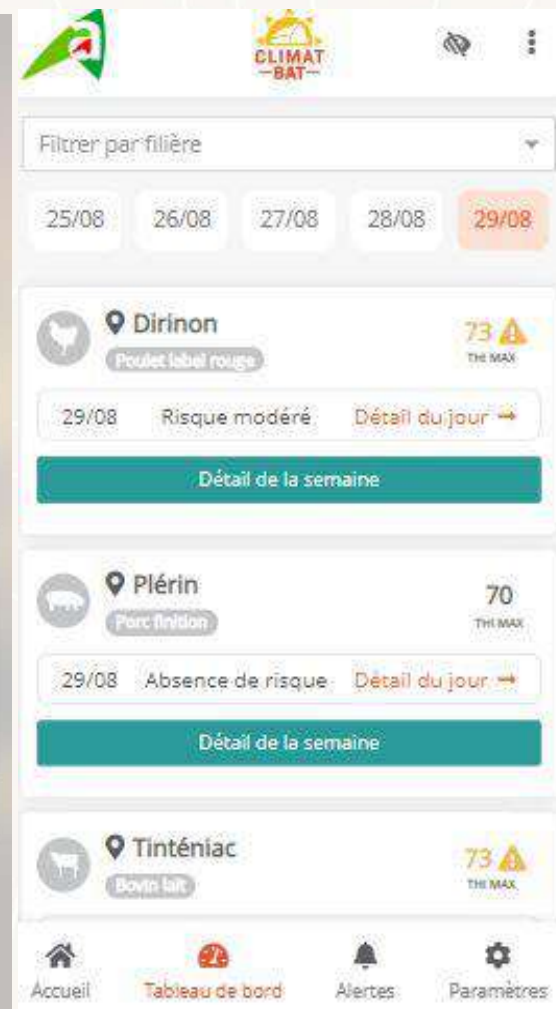 a
CLIMAT
-BAT-
Filtrer par filière
25/08 26/08 27/08 28/08 29/08
Dirinon
Poulet label rouge
73
THI MAX
29/08 Risque modéré Détail du jour →
Détail de la semaine
Plérin
Porc finition
70
THI MAX
29/08 Absence de risque Détail du jour →
Détail de la semaine
Tinténiac
Bovin lait
73
THI MAX
Accueil Tableau de bord Alertes Paramètres